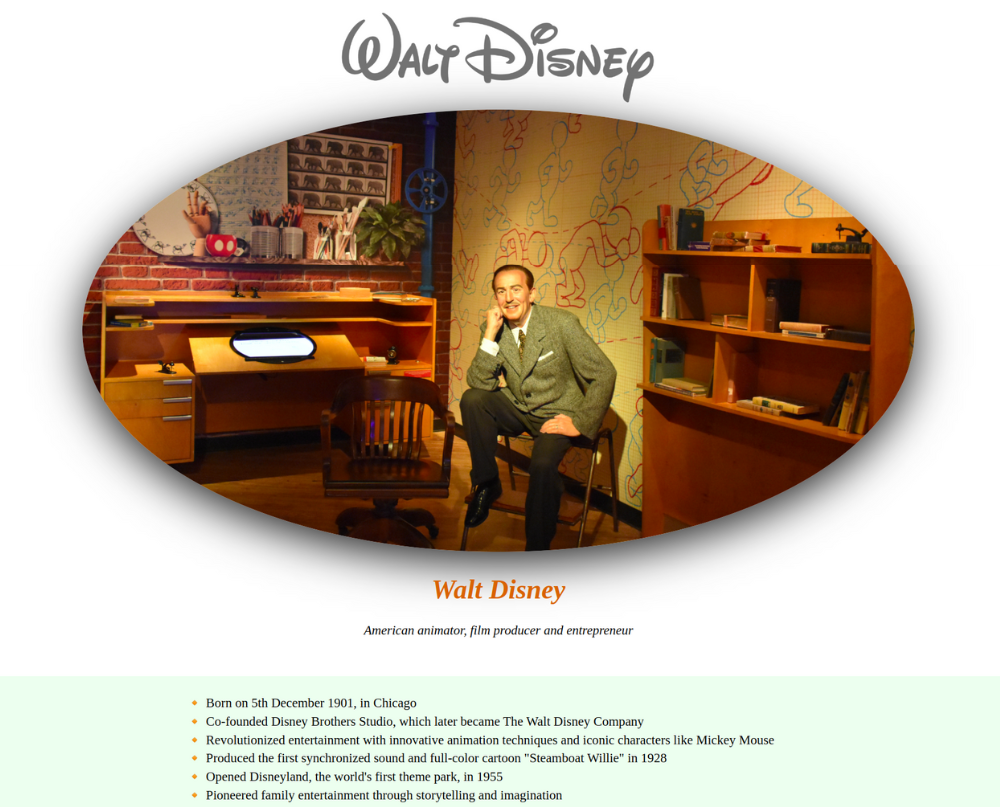 Walt Disney
Walt Disney
American animator, film producer and entrepreneur
Born on 5th December 1901, in Chicago
Co-founded Disney Brothers Studio, which later became The Walt Disney Company
Revolutionized entertainment with innovative animation techniques and iconic characters like Mickey Mouse
Produced the first synchronized sound and full-color cartoon "Steamboat Willie" in 1928
Opened Disneyland, the world's first theme park, in 1955
Pioneered family entertainment through storytelling and imagination